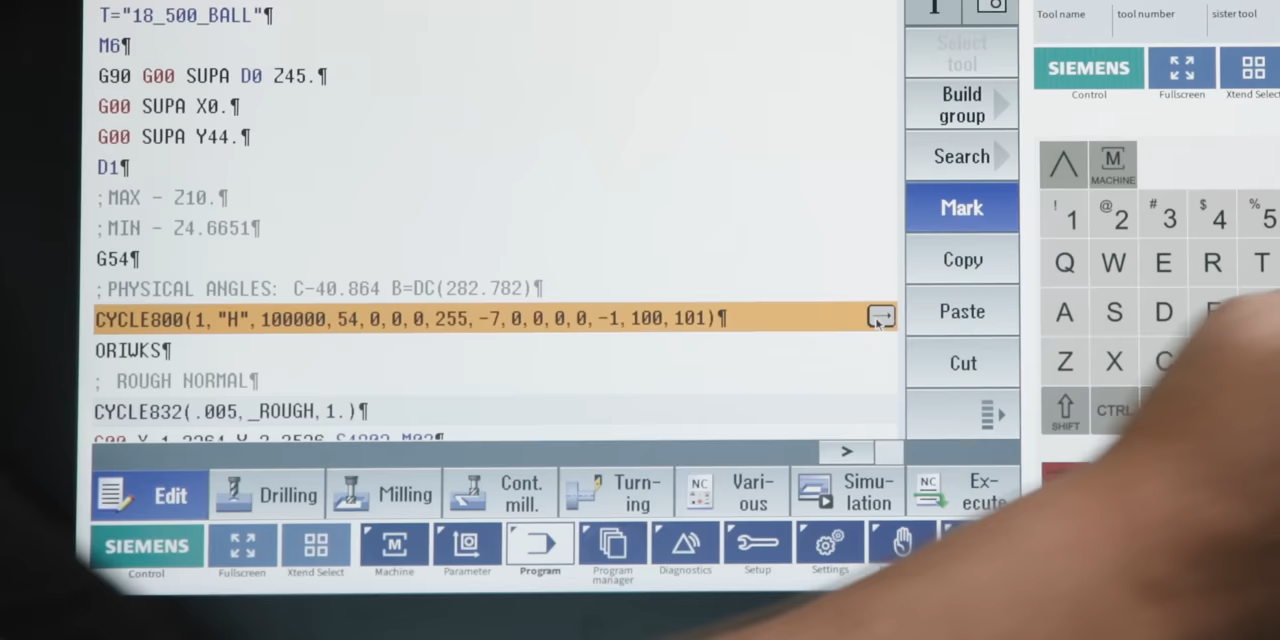 T="18_500_BALL"¶
M6¶
G90 G00 SUPA D0 Z45.¶
G00 SUPA X0.¶
G00 SUPA Y44.¶
D1¶
;MAX - Z10.¶
;MIN - Z4.6651¶
G54¶
;PHYSICAL ANGLES: C-40.864 B=DC(282.782)¶
CYCLE800(1,"H",100000,54,0,0,0,255,-7,0,0,0,0,-1,100,101)¶
ORIWKS¶
; ROUGH NORMAL¶
CYCLE832(.005,_ROUGH,1.)¶
Select
tool
Build
group
Search
Mark
Copy
Paste
Cut
>
Edit
Drilling
Milling
Cont.
mill.
Turn-
ing
NC
Vari-
ous
Simu-
lation
NC
Ex-
ecute
SIEMENS
M
Control
Fullscreen
Xtend Select
Machine
Parameter
Program
Program
manager
Diagnostics
Setup
Settings
Tool name
tool number
sister tool
SIEMENS
Control
Fullscreen
Xtend Select
M
MACHINE
! 1 @ 2 # 3 $ 4 % 5
Q W E R T
A S D
Z X C
SHIFT
CTRL